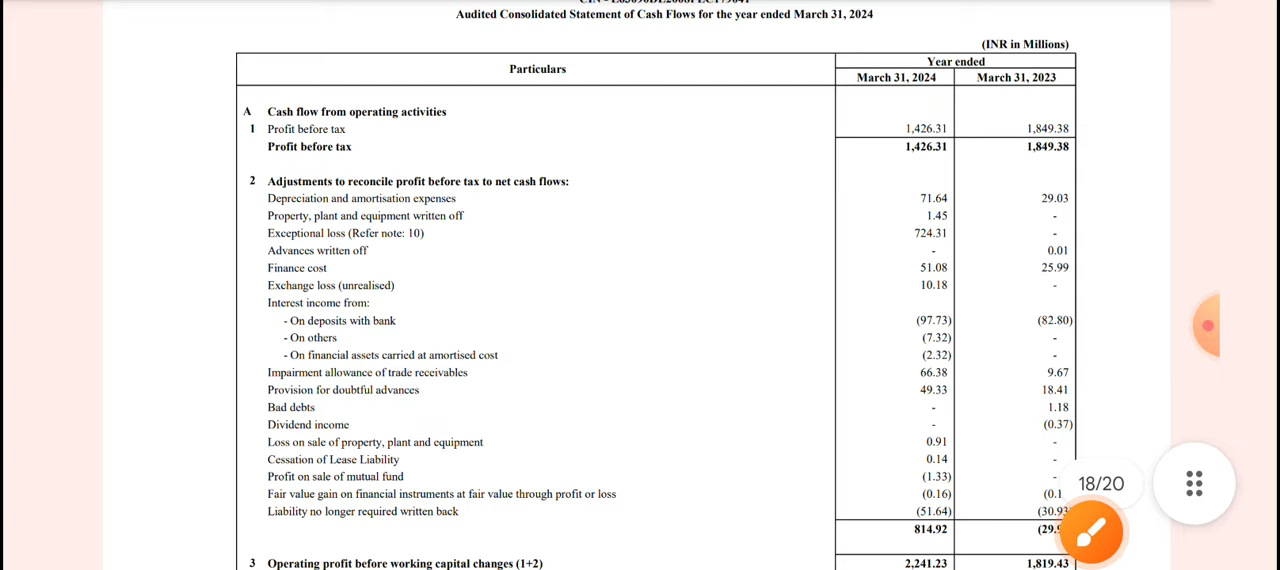 Audited Consolidated Statement of Cash Flows for the year ended March 31, 2024
(INR in Millions)
Particulars Year ended
March 31, 2024 March 31, 2023
A Cash flow from operating activities
1 Profit before tax 1,426.31 1,849.38
Profit before tax 1,426.31 1,849.38
2 Adjustments to reconcile profit before tax to net cash flows:
Depreciation and amortisation expenses 71.64 29.03
Property, plant and equipment written off 1.45 -
Exceptional loss (Refer note: 10) 724.31 -
Advances written off - 0.01
Finance cost 51.08 25.99
Exchange loss (unrealised) 10.18 -
Interest income from:
- On deposits with bank (97.73) (82.80)
- On others (7.32) -
- On financial assets carried at amortised cost (2.32) -
Impairment allowance of trade receivables 66.38 9.67
Provision for doubtful advances 49.33 18.41
Bad debts - 1.18
Dividend income - (0.37)
Loss on sale of property, plant and equipment 0.91 -
Cessation of Lease Liability 0.14 -
Profit on sale of mutual fund (1.33) -
Fair value gain on financial instruments at fair value through profit or loss (0.16)
Liability no longer required written back (51.64) (30.93)
814.92
3 Operating profit before working capital changes (1+2) 2,241.23 1,819.43
18/20